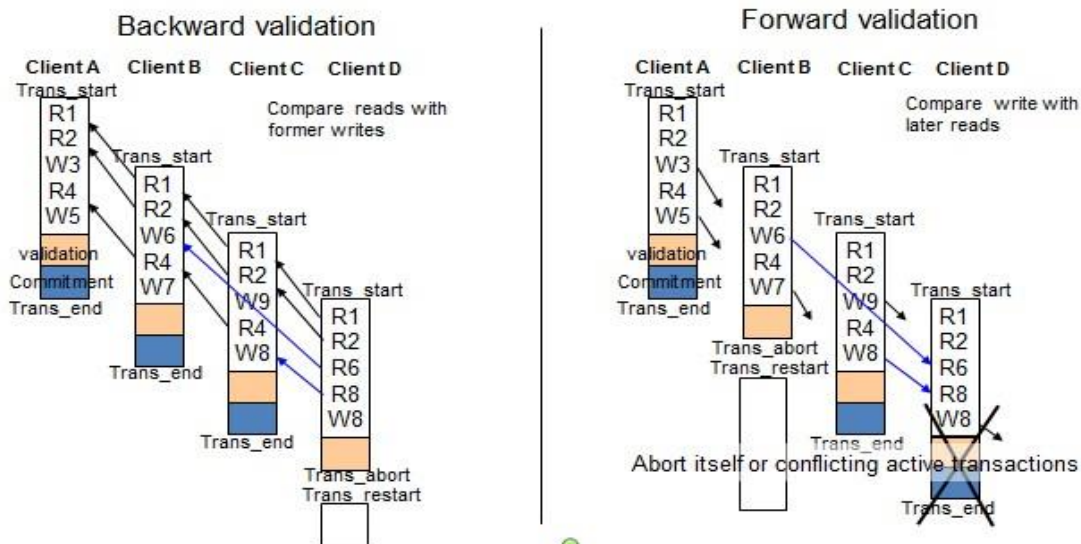 Backward validation
Client A
Client B
Client C
Client D
Compare reads with
former writes
Trans_start
R1
R2
W3
R4
W5
validation
Commitment
Trans_end
Trans_start
R1
R2
W6
R4
W7
Trans_end
Trans_start
R1
R2
W9
R4
W8
Trans_end
Trans_start
R1
R2
R6
R8
W8
Trans_abort
Trans_restart
Forward validation
Client A
Client B
Client C
Client D
Compare write with
later reads
Trans_start
R1
R2
W3
R4
W5
validation
Commitment
Trans_end
Trans_start
R1
R2
W6
R4
W7
Trans_abort
Trans_restart
Trans_start
R1
R2
W9
R4
W8
Trans_end
Trans_start
R1
R2
R6
R8
W8
Abort itself or conflicting active transactions
Trans_end